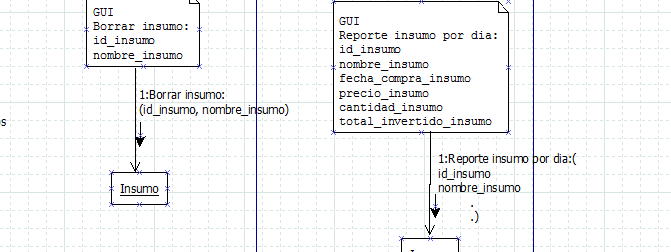 GUI
Borrar insumo:
id_insumo
nombre_insumo
1:Borrar insumo:
(id_insumo, nombre_insumo)
Insumo
GUI
Reporte insumo por dia:
id_insumo
nombre_insumo
fecha_compra_insumo
precio_insumo
cantidad_insumo
total_invertido_insumo
1:Reporte insumo por dia:(
id_insumo
nombre_insumo
.
.)